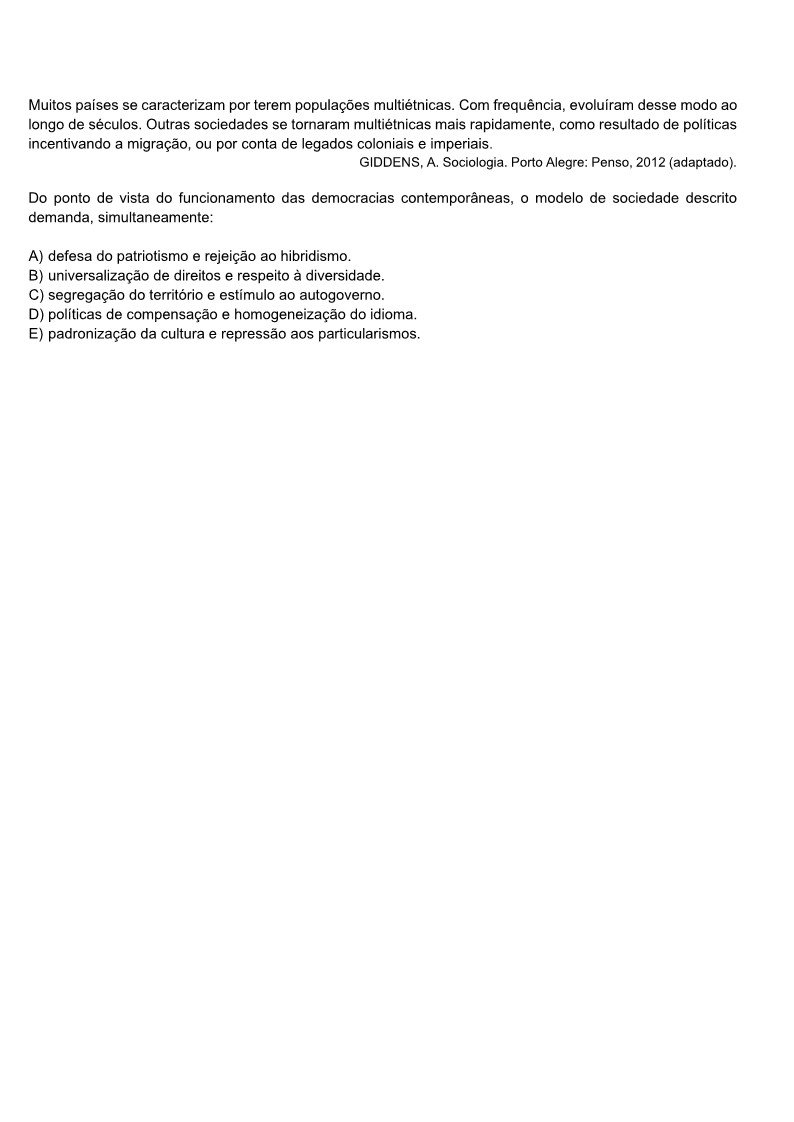 Muitos países se caracterizam por terem populações multiétnicas. Com frequência, evoluíram desse modo ao
longo de séculos. Outras sociedades se tornaram multiétnicas mais rapidamente, como resultado de políticas
incentivando a migração, ou por conta de legados coloniais e imperiais.
GIDDENS, A. Sociologia. Porto Alegre: Penso, 2012 (adaptado).
Do ponto de vista do funcionamento das democracias contemporâneas, o modelo de sociedade descrito
demanda, simultaneamente:
A) defesa do patriotismo e rejeição ao hibridismo.
B) universalização de direitos e respeito à diversidade.
C) segregação do território e estímulo ao autogoverno.
D) políticas de compensação e homogeneização do idioma.
E) padronização da cultura e repressão aos particularismos.